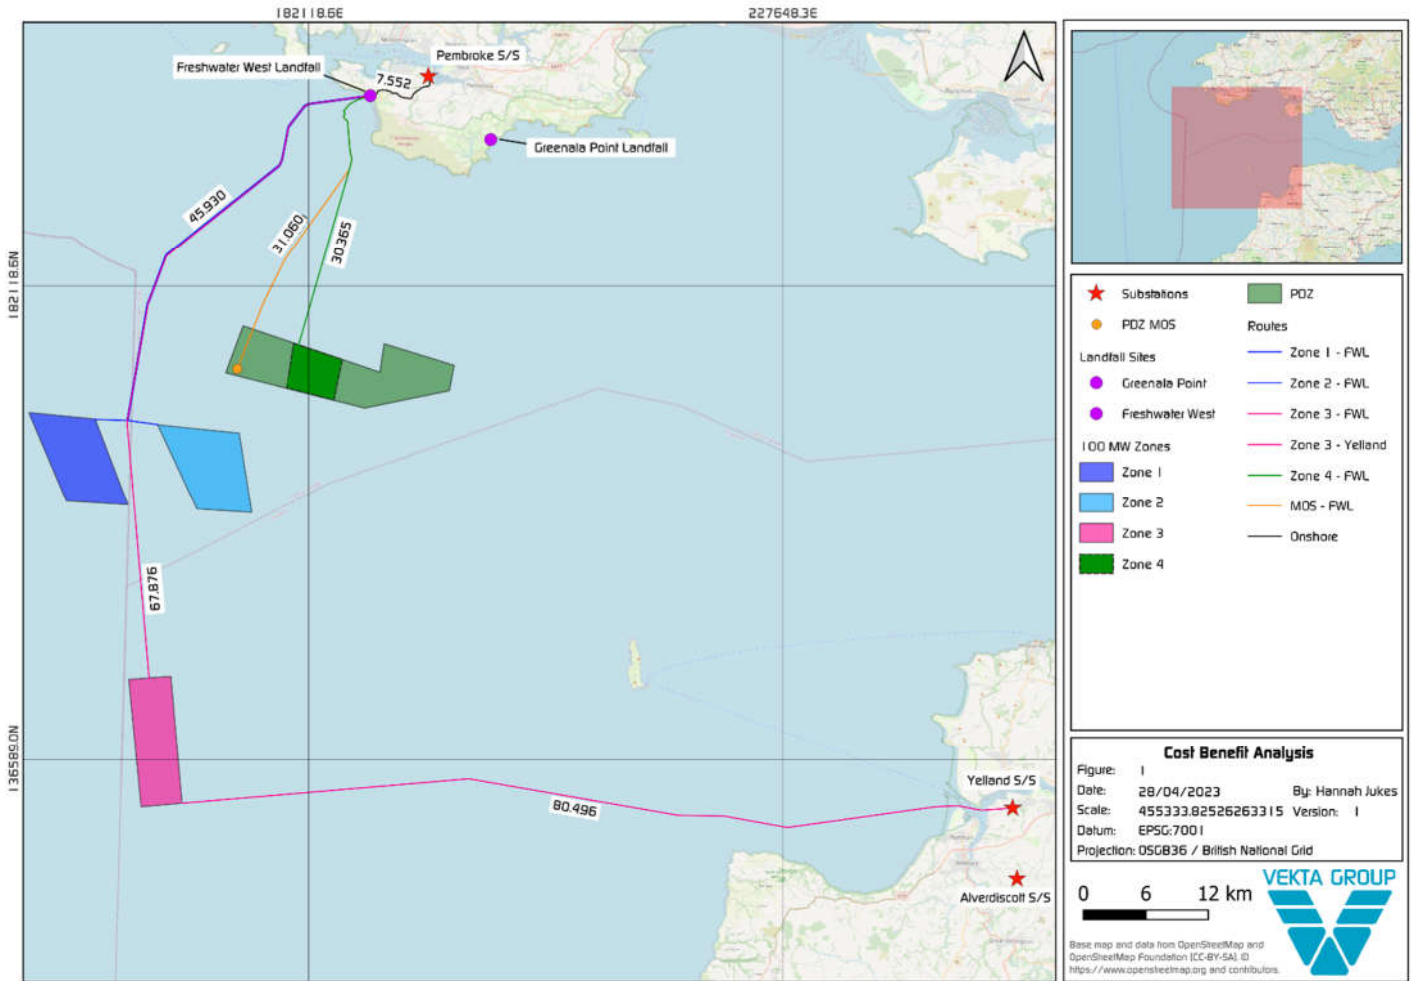 182118.6E
227648.3E
182118.6N
136589.0N
Freshwater West Landfall
Pembroke S/S
7.552
Greenala Point Landfall
45.930
31.060
30.365
67.876
80.496
Yelland S/S
Alverdiscott S/S
Substations
PDZ MOS
Landfall Sites
Greenala Point
Freshwater West
100 MW Zones
Zone 1
Zone 2
Zone 3
Zone 4
PDZ
Routes
Zone 1 - FWL
Zone 2 - FWL
Zone 3 - FWL
Zone 3 - Yelland
Zone 4 - FWL
MOS - FWL
Onshore
Cost Benefit Analysis
Figure: 1
Date: 28/04/2023 By: Hannah Jukes
Scale: 455333.82526263315 Version: 1
Datum: EPSG:7001
Projection: OSGB36 / British National Grid
0 6 12 km
VEKTA GROUP
Base map and data from OpenStreetMap and
OpenStreetMap Foundation (CC-BY-SA). ©
https://www.openstreetmap.org and contributors.